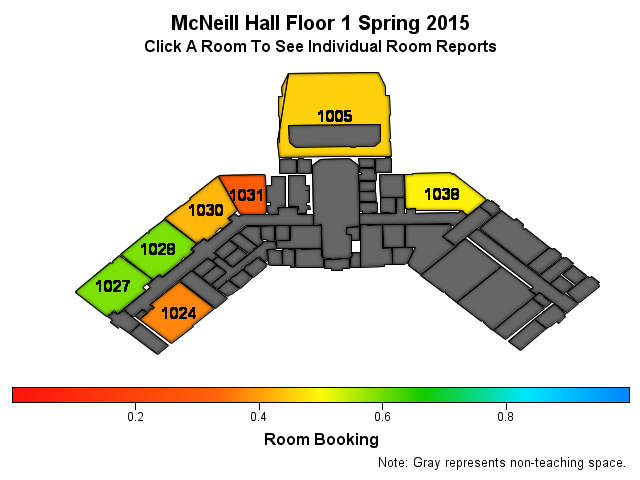 McNeill Hall Floor 1 Spring 2015
Click A Room To See Individual Room Reports
1005
1031
1038
1030
1028
1027
1024
0.2 0.4 0.6 0.8
Room Booking
Note: Gray represents non-teaching space.